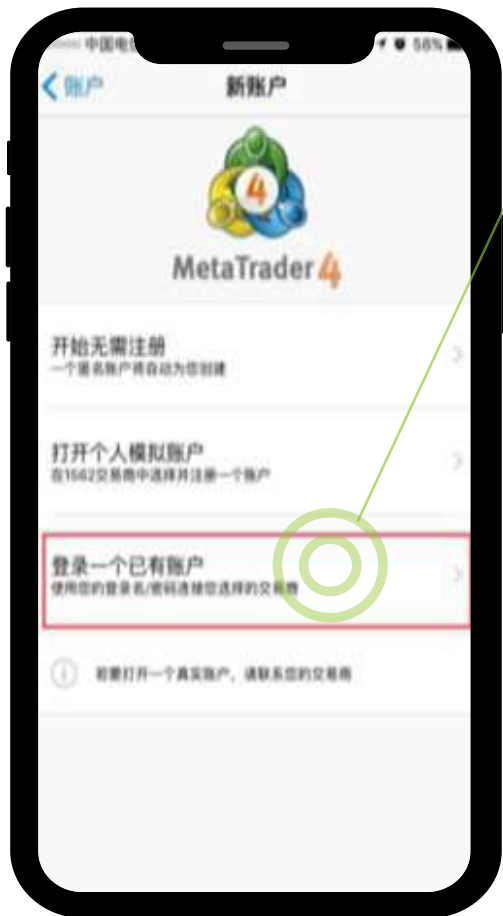 中国电信
58%
账户
新账户
4
MetaTrader 4
开始无需注册
一个匿名账户将自动为您创建
打开个人模拟账户
在1562交易商中选择并注册一个账户
登录一个已有账户
使用您的登录名/密码连接您选择的交易商
若要打开一个真实账户，请联系您的交易商